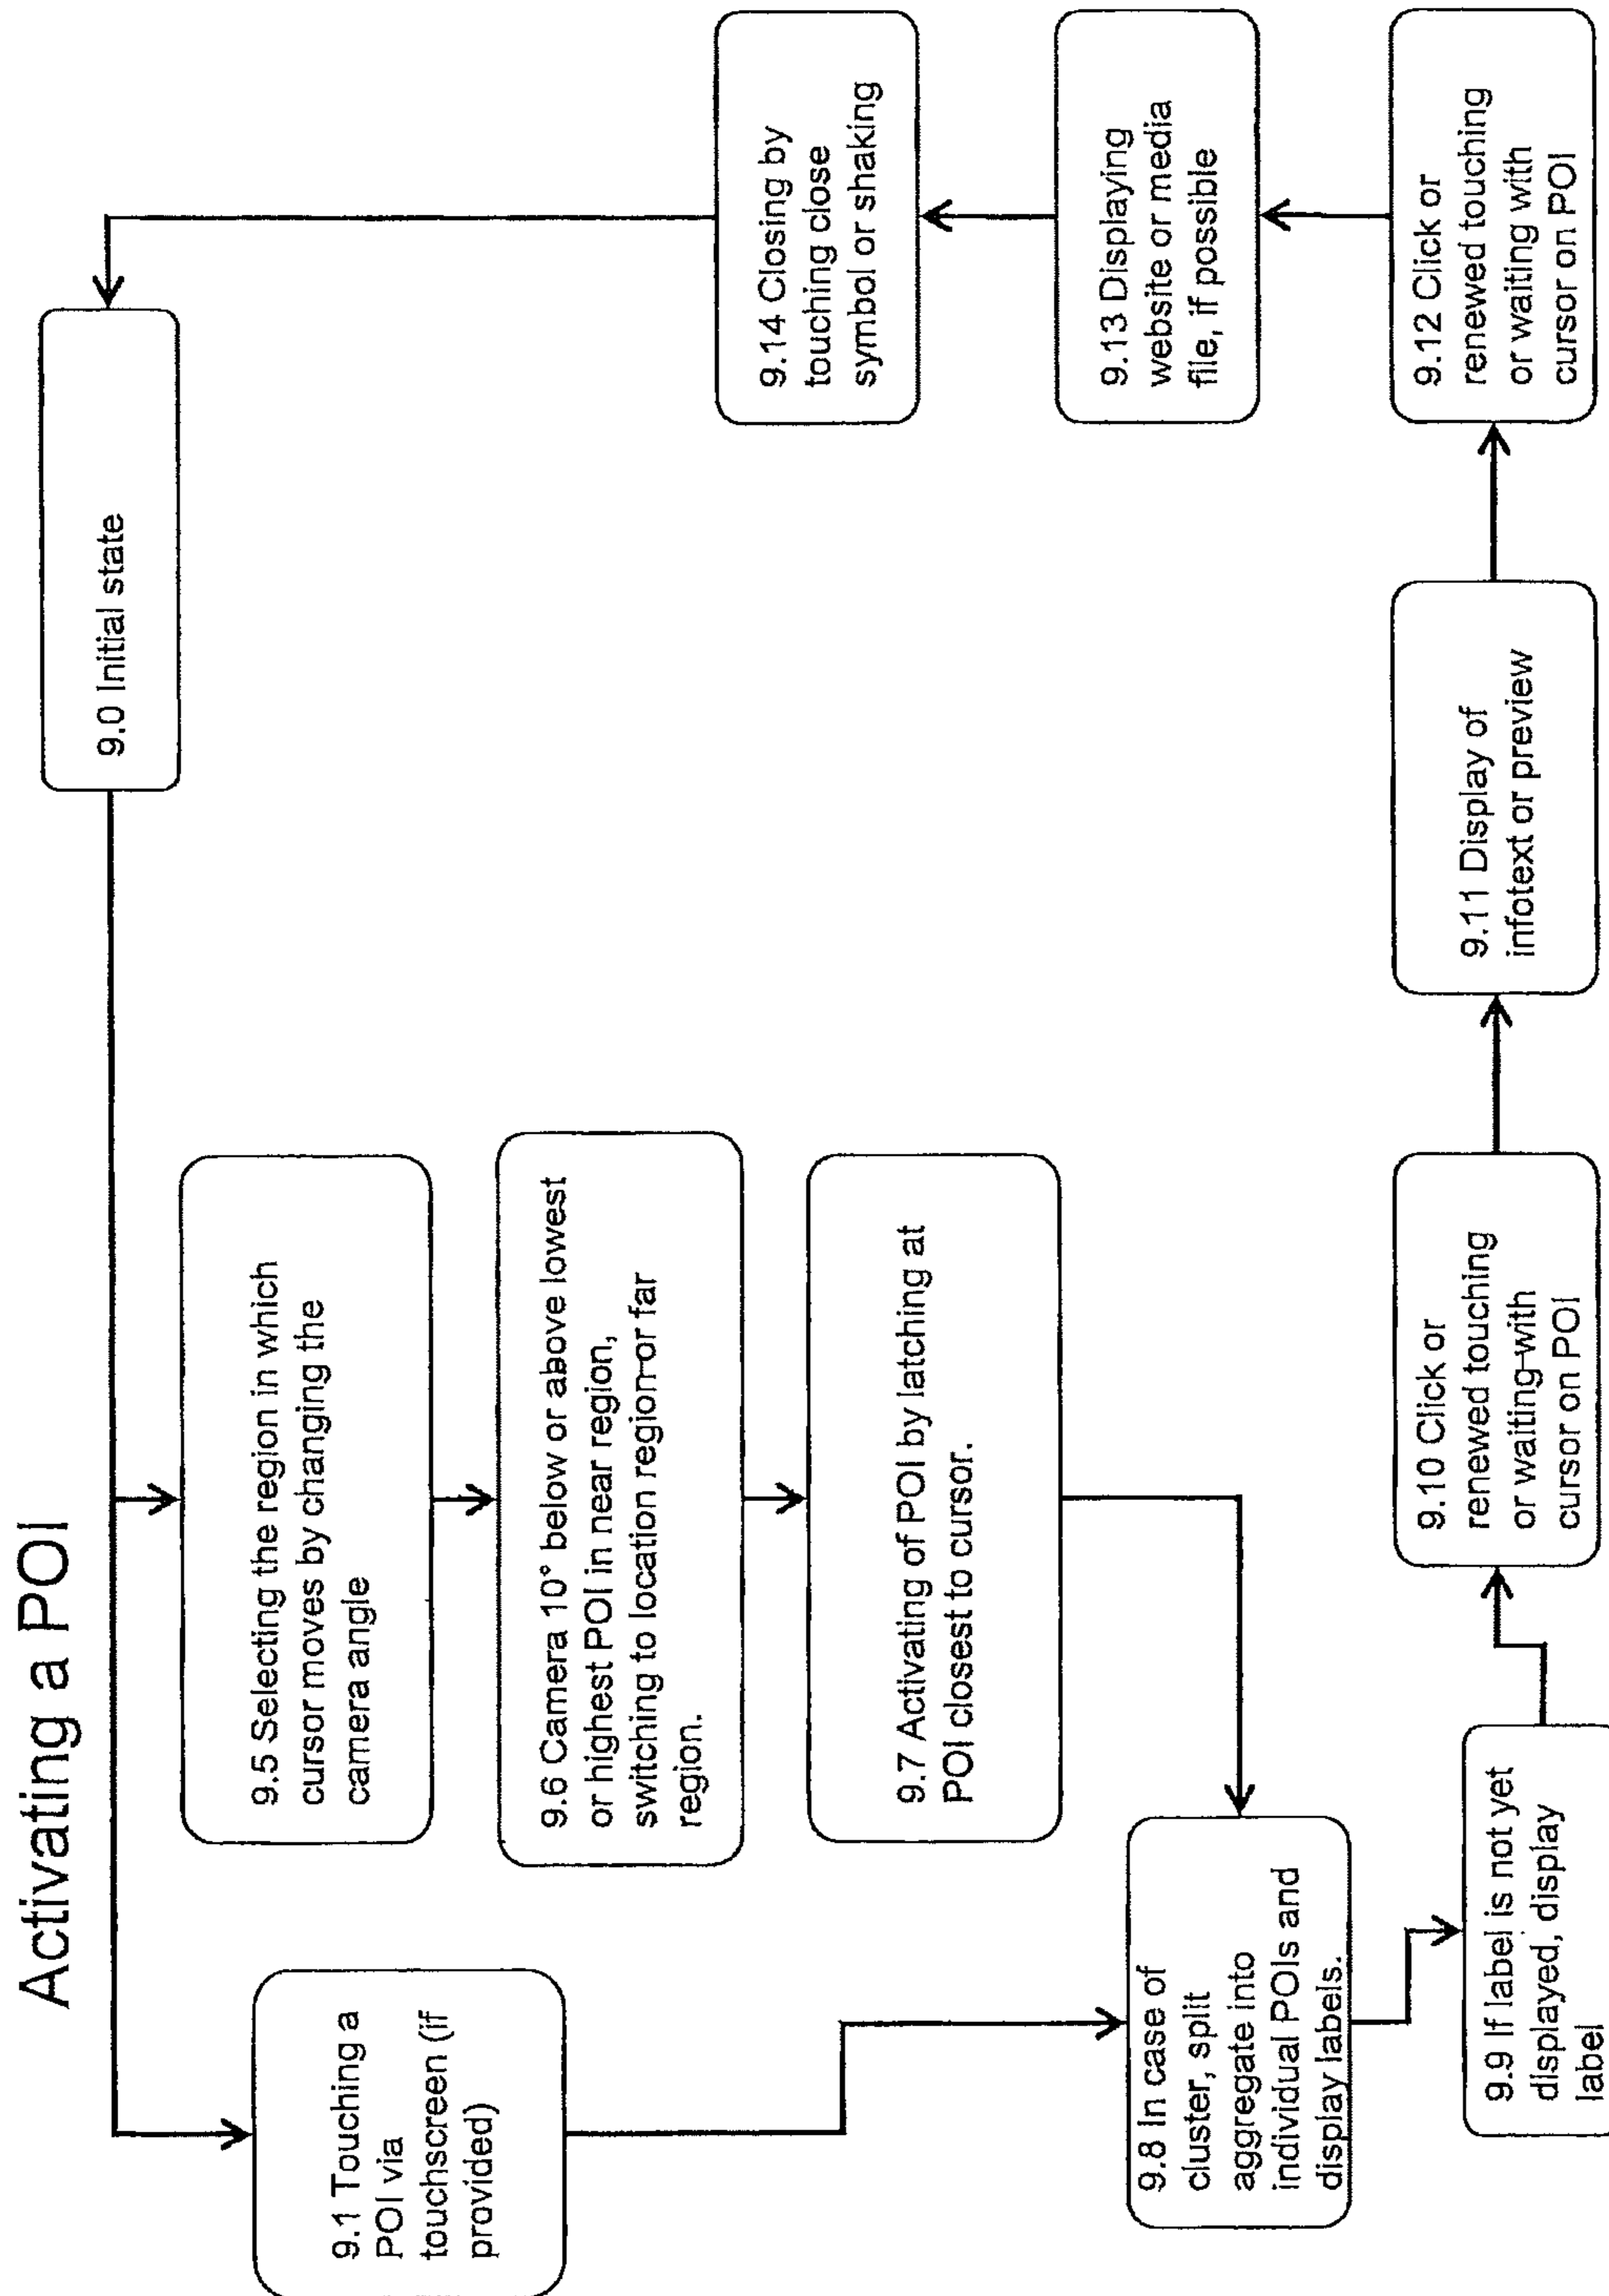 Activating a POI
9.0 Initial state
9.1 Touching a
POI via
touchscreen (if
provided)
9.5 Selecting the region in which
cursor moves by changing the
camera angle
9.6 Camera 10° below or above lowest
or highest POI in near region,
switching to location region or far
region.
9.7 Activating of POI by latching at
POI closest to cursor.
9.8 In case of
cluster, split
aggregate into
individual POIs and
display labels.
9.9 If label is not yet
displayed, display
label
9.10 Click or
renewed touching
or waiting with
cursor on POI
9.11 Display of
infotext or preview
9.12 Click or
renewed touching
or waiting with
cursor on POI
9.13 Displaying
website or media
file, if possible
9.14 Closing by
touching close
symbol or shaking